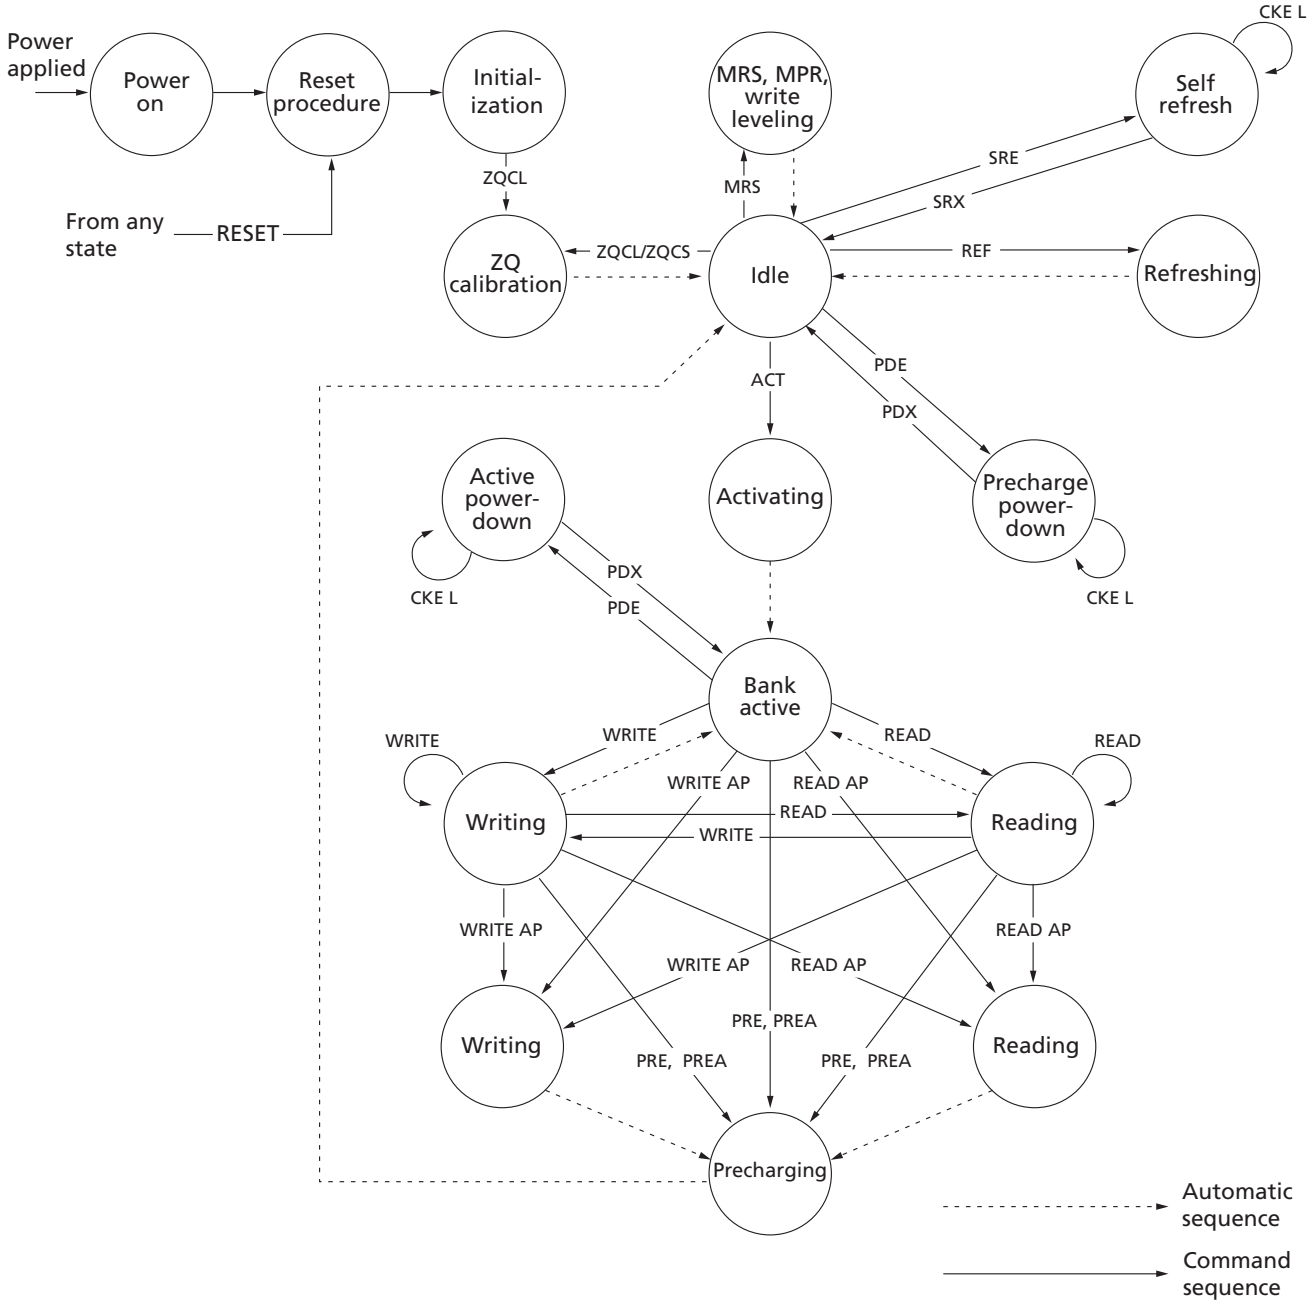 CKE L
Power
applied
Power
on
Reset
procedure
Initial-
ization
MRS, MPR,
write
leveling
Self
refresh
SRE
ZQCL
MRS
SRX
From any
state
RESET
ZQCL/ZQCS
REF
ZQ
calibration
Idle
Refreshing
PDE
ACT
PDX
Active
power-
down
Activating
Precharge
power-
down
PDX
CKE L
PDE
CKE L
Bank
active
WRITE
WRITE
READ
READ
WRITE AP
READ AP
READ
Writing
Reading
WRITE
WRITE AP
READ AP
WRITE AP
READ AP
PRE, PREA
Writing
Reading
PRE, PREA
PRE, PREA
Precharging
Automatic
sequence
Command
sequence